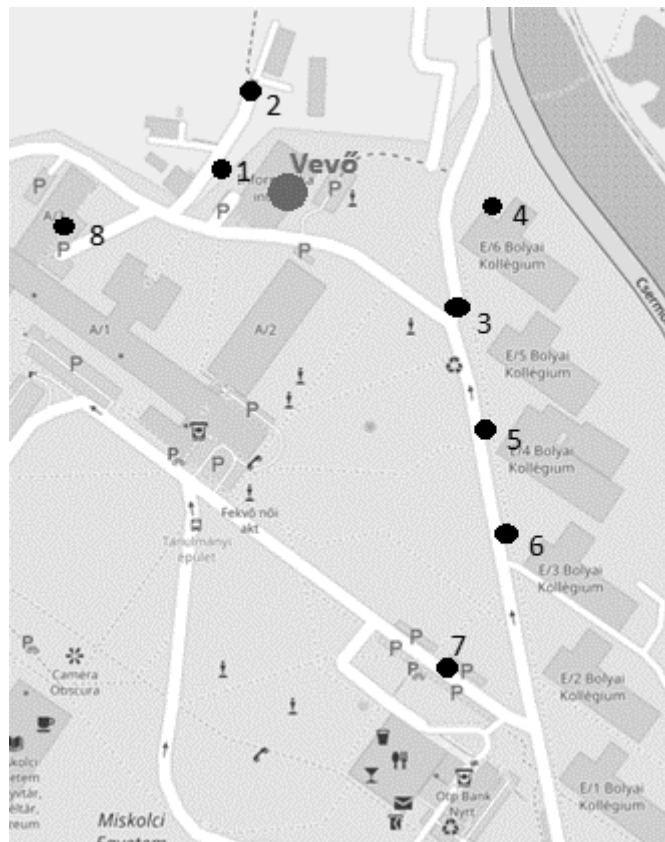 2
1
Vevő
P
P
P
4
A/3
8
P
P
E/6 Bolyai
Kollégium
Csermő
3
A/1
A/2
E/5 Bolyai
Kollégium
P
P
5
E/4 Bolyai
Kollégium
P
P
Fekvő női
akt
Tanulmányi
épület
6
E/3 Bolyai
Kollégium
P
P
7
P
P
P
E/2 Bolyai
Kollégium
Camera
Obscura
E/1 Bolyai
Kollégium
Otp Bank
Nyrt
Miskolci
Egyetem